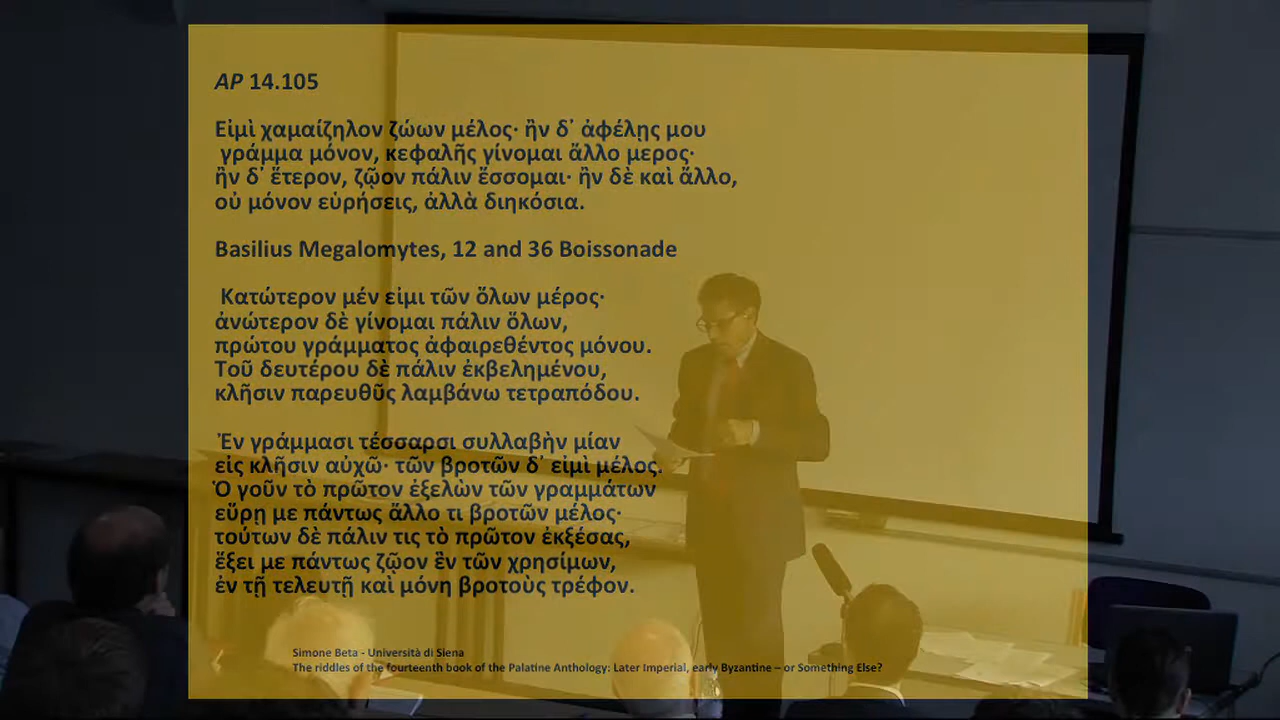 AP 14.105
Εἰμὶ χαμαίζηλον ζώων μέλος· ἢν δ᾽ ἀφέλῃς μου
γράμμα μόνον, κεφαλῆς γίνομαι ἄλλο μερος·
ἢν δ᾽ ἕτερον, ζῷον πάλιν ἔσσομαι· ἢν δὲ καὶ ἄλλο,
οὐ μόνον εὑρήσεις, ἀλλὰ διηκόσια.
Basilius Megalomytes, 12 and 36 Boissonade
Κατώτερον μέν εἰμι τῶν ὅλων μέρος·
ἀνώτερον δὲ γίνομαι πάλιν ὅλων,
πρώτου γράμματος ἀφαιρεθέντος μόνου.
Τοῦ δευτέρου δὲ πάλιν ἐκβελημένου,
κλῆσιν παρευθῦς λαμβάνω τετραπόδου.
Ἐν γράμμασι τέσσαρσι συλλαβὴν μίαν
εἰς κλῆσιν αὐχῶ· τῶν βροτῶν δ᾽ εἰμὶ μέλος.
Ὁ γοῦν τὸ πρῶτον ἐξελὼν τῶν γραμμάτων
εὕρῃ με πάντως ἄλλο τι βροτῶν μέλος·
τούτων δὲ πάλιν τις τὸ πρῶτον ἐκξέσας,
ἕξει με πάντως ζῷον ἓν τῶν χρησίμων,
ἐν τῇ τελευτῇ καὶ μόνη βροτοὺς τρέφον.
Simone Beta - Università di Siena
The riddles of the fourteenth book of the Palatine Anthology: Later Imperial, early Byzantine – or Something Else?